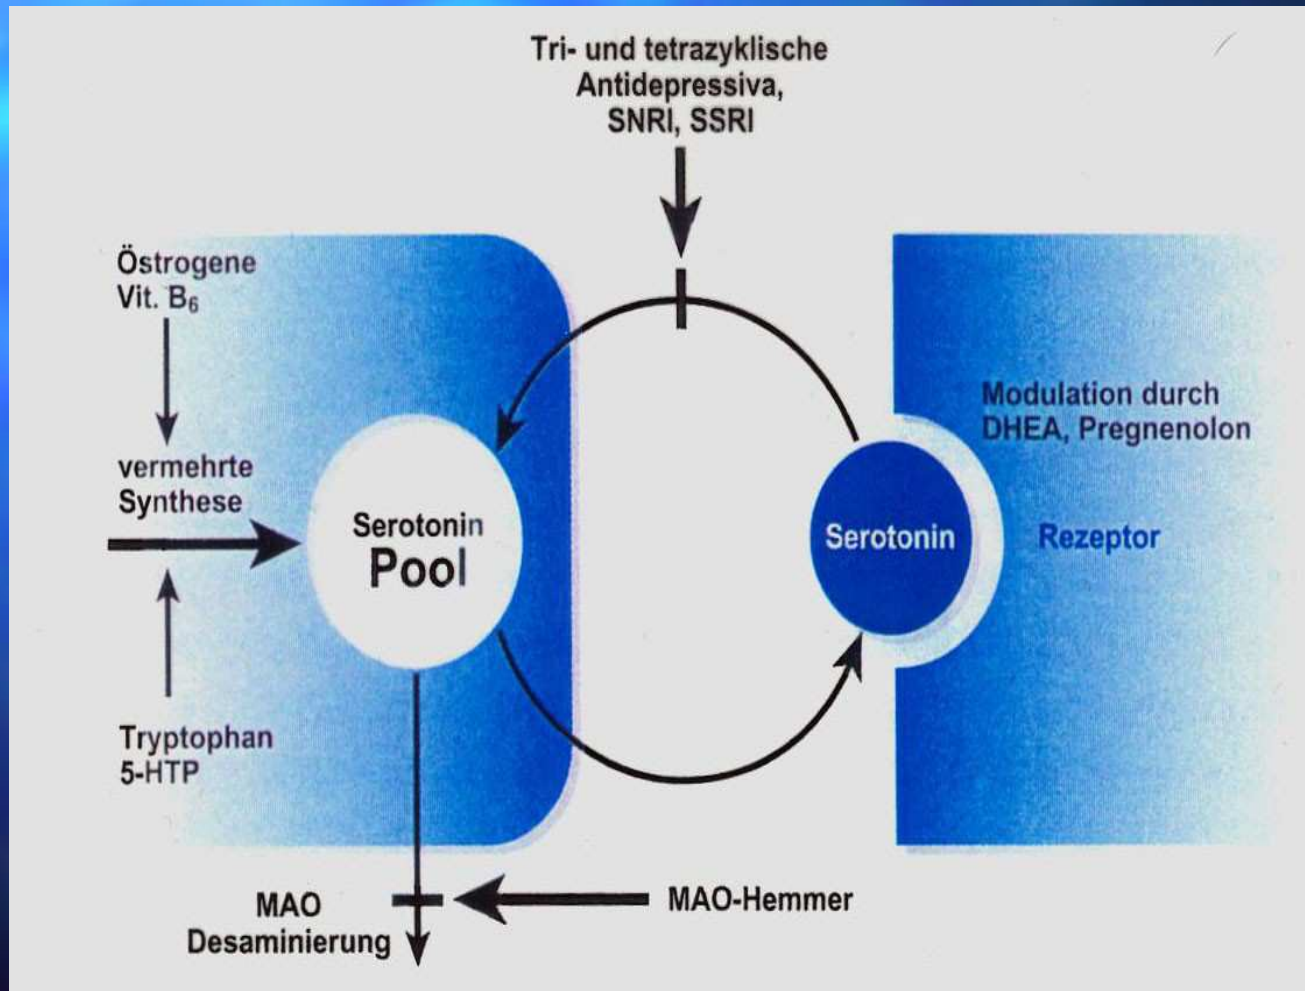 Tri- und tetrazyklische
Antidepressiva,
SNRI, SSRI
Östrogene
Vit. B₆
vermehrte
Synthese
Serotonin
Pool
Tryptophan
5-HTP
Serotonin
Modulation durch
DHEA, Pregnenolon
Rezeptor
MAO
Desaminierung
MAO-Hemmer